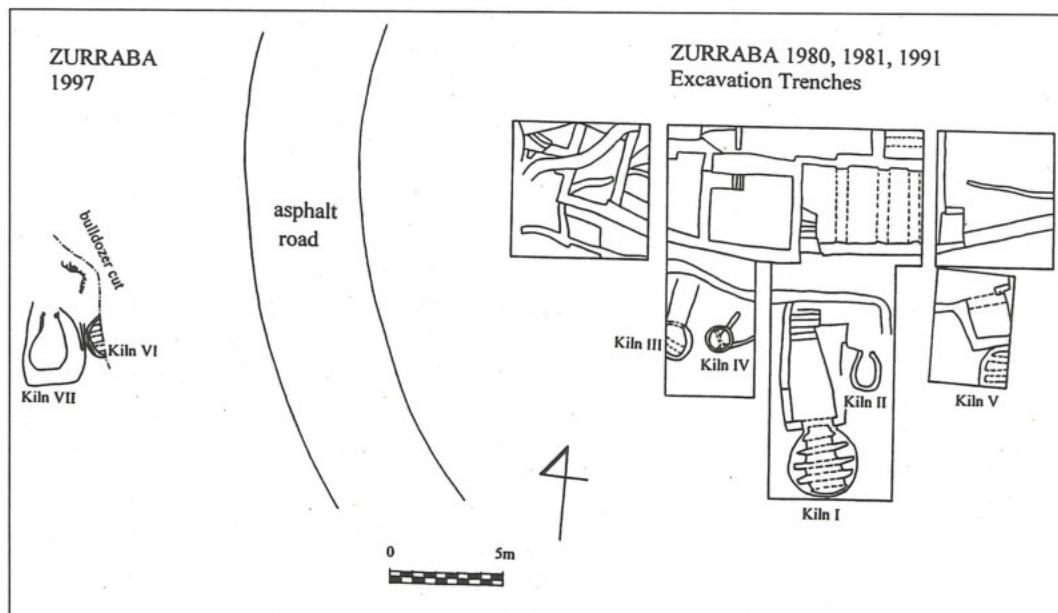 ZURRABA
1997
ZURRABA 1980, 1981, 1991
Excavation Trenches
asphalt
road
bulldozer cut
Kiln VI
Kiln VII
Kiln III
Kiln IV
Kiln II
Kiln V
Kiln I
0 5m